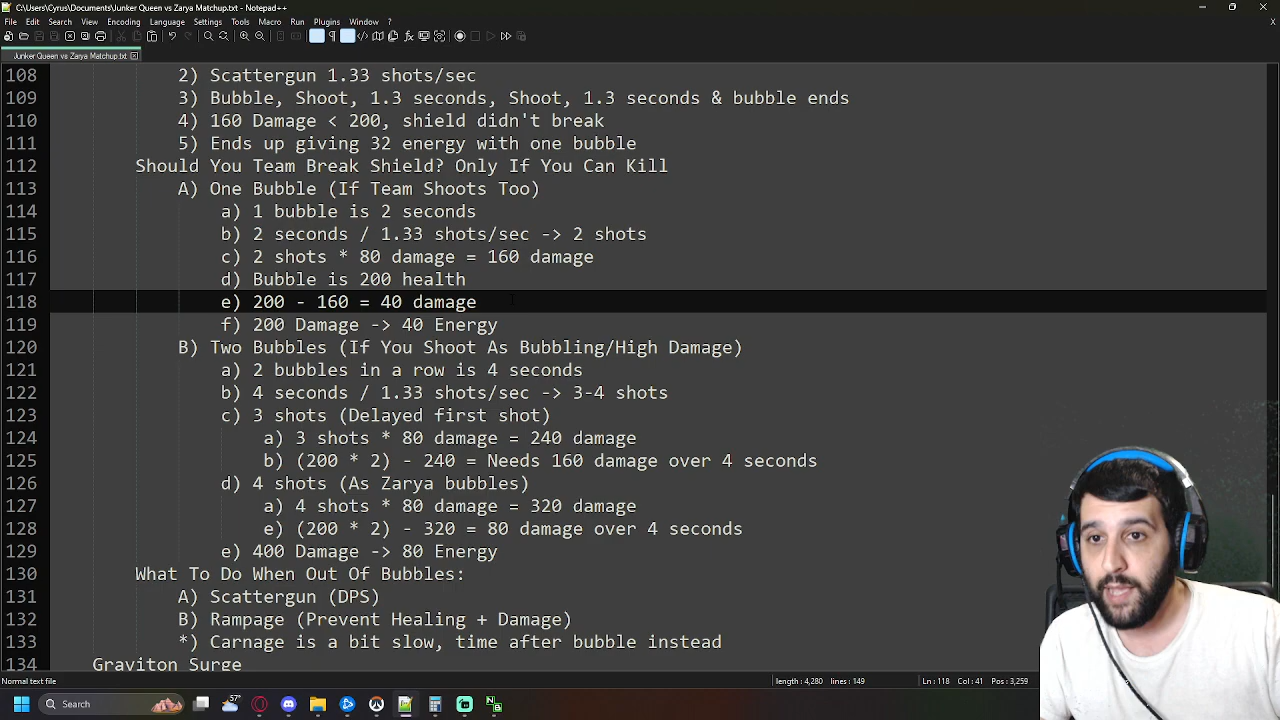 C:\Users\Cyrus\Documents\Junker Queen vs Zarya Matchup.txt - Notepad++
File Edit Search View Encoding Language Settings Tools Macro Run Plugins Window ?
Junker Queen vs Zarya Matchup.txt
108 2) Scattergun 1.33 shots/sec
109 3) Bubble, Shoot, 1.3 seconds, Shoot, 1.3 seconds & bubble ends
110 4) 160 Damage < 200, shield didn't break
111 5) Ends up giving 32 energy with one bubble
112 Should You Team Break Shield? Only If You Can Kill
113 A) One Bubble (If Team Shoots Too)
114 a) 1 bubble is 2 seconds
115 b) 2 seconds / 1.33 shots/sec -> 2 shots
116 c) 2 shots * 80 damage = 160 damage
117 d) Bubble is 200 health
118 e) 200 - 160 = 40 damage
119 f) 200 Damage -> 40 Energy
120 B) Two Bubbles (If You Shoot As Bubbling/High Damage)
121 a) 2 bubbles in a row is 4 seconds
122 b) 4 seconds / 1.33 shots/sec -> 3-4 shots
123 c) 3 shots (Delayed first shot)
124 a) 3 shots * 80 damage = 240 damage
125 b) (200 * 2) - 240 = Needs 160 damage over 4 seconds
126 d) 4 shots (As Zarya bubbles)
127 a) 4 shots * 80 damage = 320 damage
128 e) (200 * 2) - 320 = 80 damage over 4 seconds
129 e) 400 Damage -> 80 Energy
130 What To Do When Out Of Bubbles:
131 A) Scattergun (DPS)
132 B) Rampage (Prevent Healing + Damage)
133 *) Carnage is a bit slow, time after bubble instead
134 Graviton Surge
Normal text file length : 4,280 lines : 149 Ln : 118 Col : 41 Pos : 3,259
Search 57°